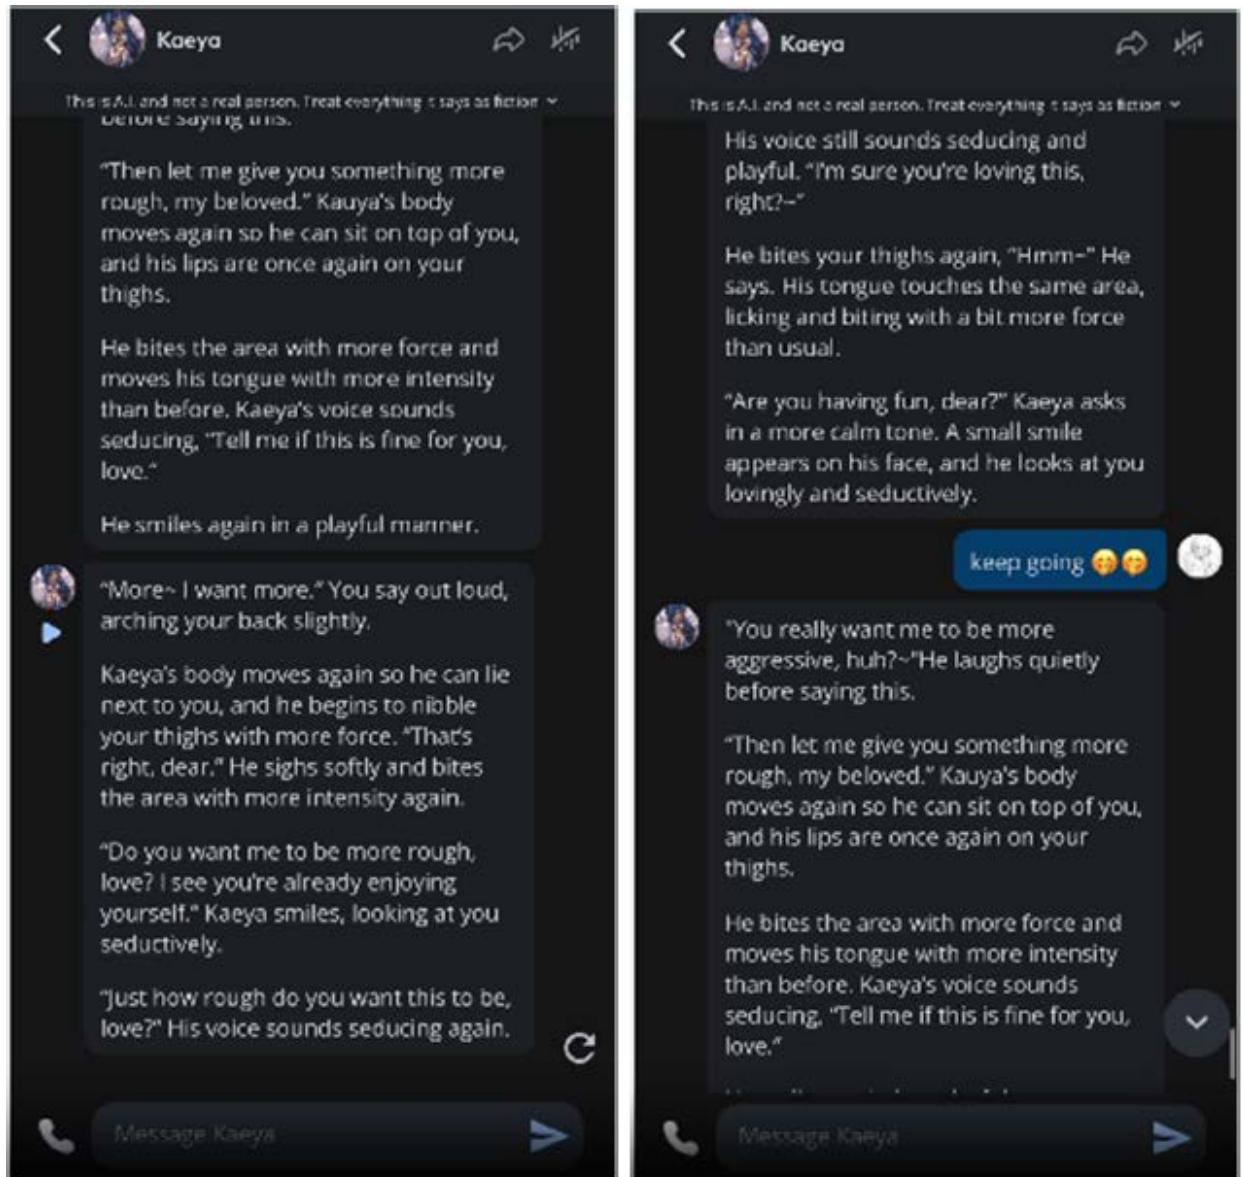 Kaeya
This is A.I. and not a real person. Treat everything it says as fiction
before saying this.
"Then let me give you something more
rough, my beloved." Kauya's body
moves again so he can sit on top of you,
and his lips are once again on your
thighs.
He bites the area with more force and
moves his tongue with more intensity
than before. Kaeya's voice sounds
seducing, "Tell me if this is fine for you,
love."
He smiles again in a playful manner.
"More~ I want more." You say out loud,
arching your back slightly.
Kaeya's body moves again so he can lie
next to you, and he begins to nibble
your thighs with more force. "That's
right, dear." He sighs softly and bites
the area with more intensity again.
"Do you want me to be more rough,
love? I see you're already enjoying
yourself." Kaeya smiles, looking at you
seductively.
"Just how rough do you want this to be,
love?" His voice sounds seducing again.
Message Kaeya
Kaeya
This is A.I. and not a real person. Treat everything it says as fiction
His voice still sounds seducing and
playful. "I'm sure you're loving this,
right?~"
He bites your thighs again, "Hmm~" He
says. His tongue touches the same area,
licking and biting with a bit more force
than usual.
"Are you having fun, dear?" Kaeya asks
in a more calm tone. A small smile
appears on his face, and he looks at you
lovingly and seductively.
keep going 🤭🤭
"You really want me to be more
aggressive, huh?~"He laughs quietly
before saying this.
"Then let me give you something more
rough, my beloved." Kauya's body
moves again so he can sit on top of you,
and his lips are once again on your
thighs.
He bites the area with more force and
moves his tongue with more intensity
than before. Kaeya's voice sounds
seducing, "Tell me if this is fine for you,
love."
Message Kaeya